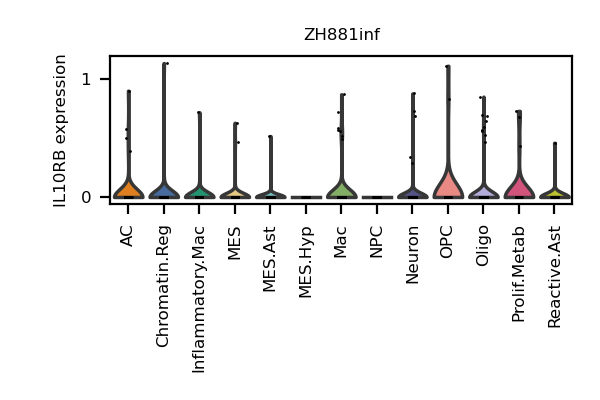 ZH881inf
IL10RB expression
1
0
AC
Chromatin.Reg
Inflammatory.Mac
MES
MES.Ast
MES.Hyp
Mac
NPC
Neuron
OPC
Oligo
Prolif.Metab
Reactive.Ast